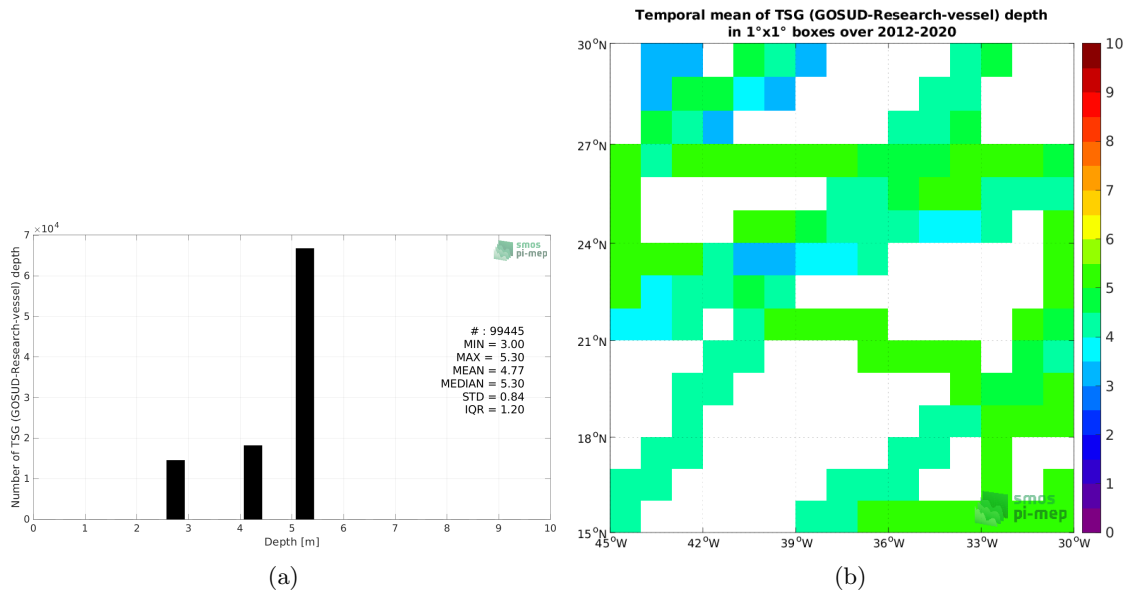 Temporal mean of TSG (GOSUD-Research-vessel) depth
in 1°x1° boxes over 2012-2020
×10⁴
Number of TSG (GOSUD-Research-vessel) depth
7
6
5
4
3
2
1
0
smos
pi-mep
# : 99445
MIN = 3.00
MAX = 5.30
MEAN = 4.77
MEDIAN = 5.30
STD = 0.84
IQR = 1.20
0 1 2 3 4 5 6 7 8 9 10
Depth [m]
(a)
30°N
27°N
24°N
21°N
18°N
15°N
smos
pi-mep
45°W 42°W 39°W 36°W 33°W 30°W
10
9
8
7
6
5
4
3
2
1
0
(b)